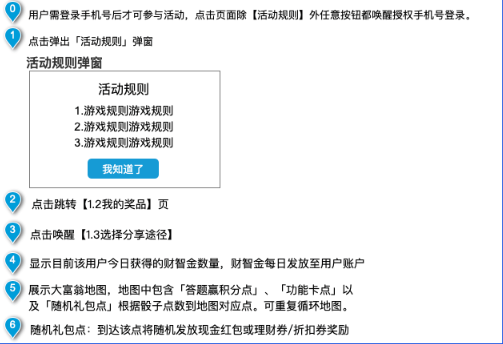 0 用户需登录手机号后才可参与活动，点击页面除【活动规则】外任意按钮都唤醒授权手机号登录。
1 点击弹出「活动规则」弹窗
活动规则弹窗
活动规则
1.游戏规则游戏规则
2.游戏规则游戏规则
3.游戏规则游戏规则
我知道了
2 点击跳转【1.2我的奖品】页
3 点击唤醒【1.3选择分享途径】
4 显示目前该用户今日获得的财智金数量，财智金每日发放至用户账户
5 展示大富翁地图，地图中包含「答题赢积分点」、「功能卡点」以
及「随机礼包点」根据骰子点数到地图对应点。可重复循环地图。
6 随机礼包点：到达该点将随机发放现金红包或理财券/折扣券奖励